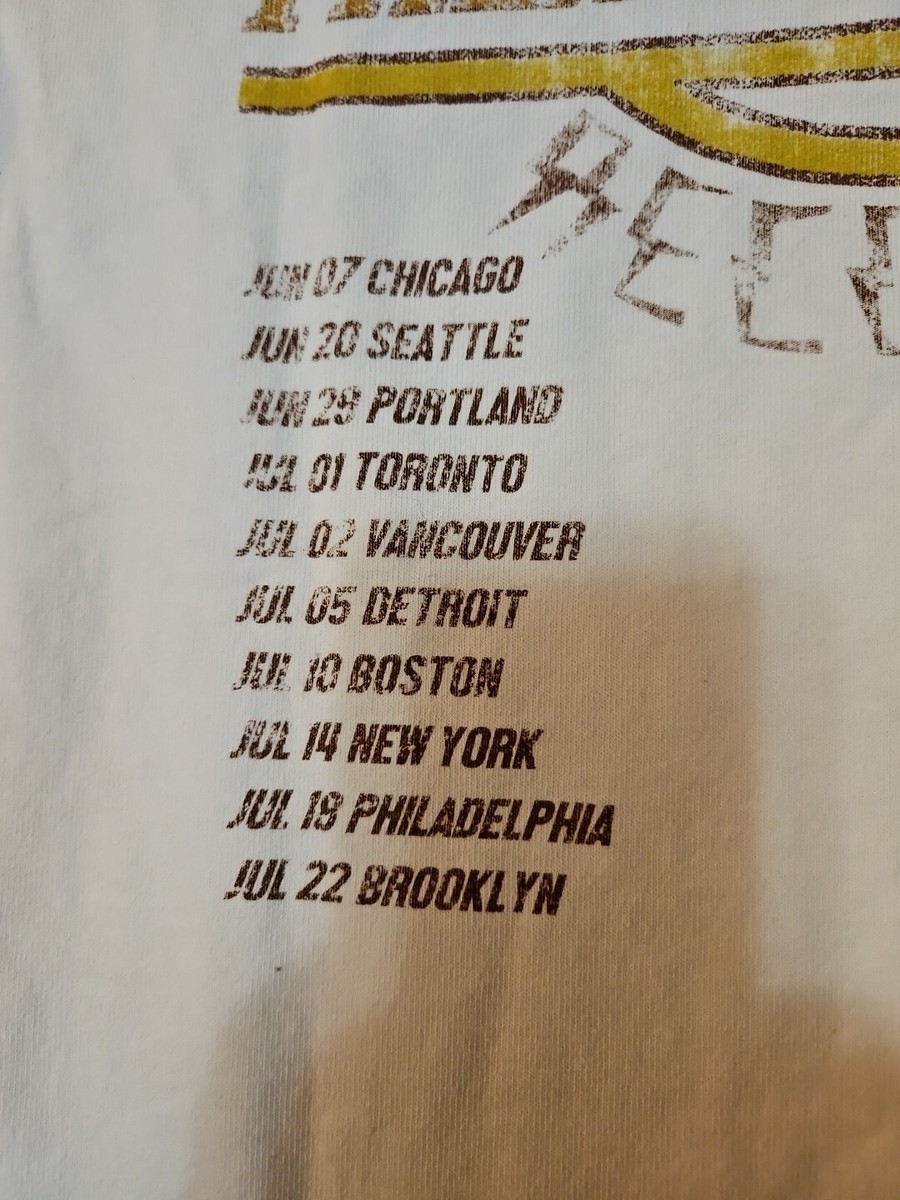 JUN 07 CHICAGO
JUN 20 SEATTLE
JUN 29 PORTLAND
JUL 01 TORONTO
JUL 02 VANCOUVER
JUL 05 DETROIT
JUL 10 BOSTON
JUL 14 NEW YORK
JUL 19 PHILADELPHIA
JUL 22 BROOKLYN